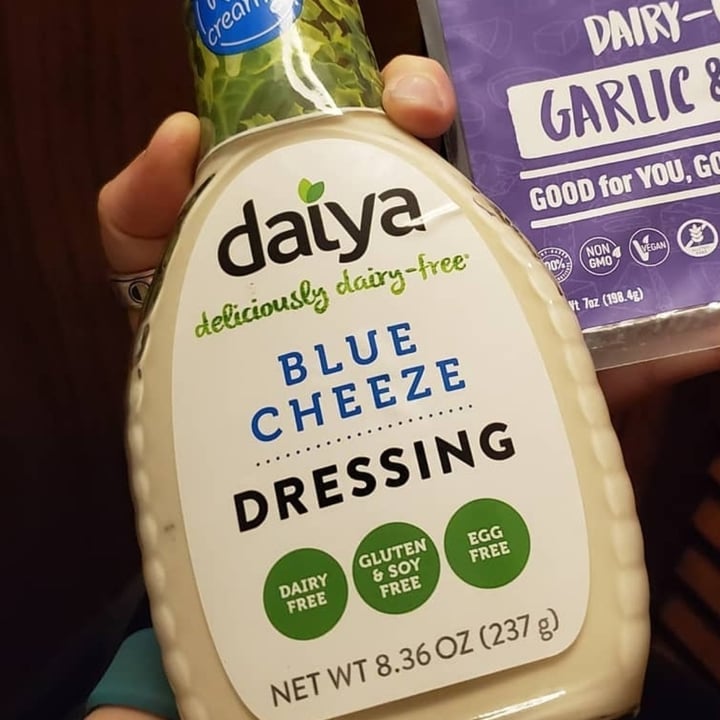 creamy
daiya
deliciously dairy-free
BLUE
CHEEZE
DRESSING
DAIRY
FREE
GLUTEN
& SOY
FREE
EGG
FREE
NET WT 8.36 OZ (237 g)
DAIRY-
GARLIC &
GOOD for YOU, GO
NON
GMO
VEGAN
Wt 7oz (198.4g)